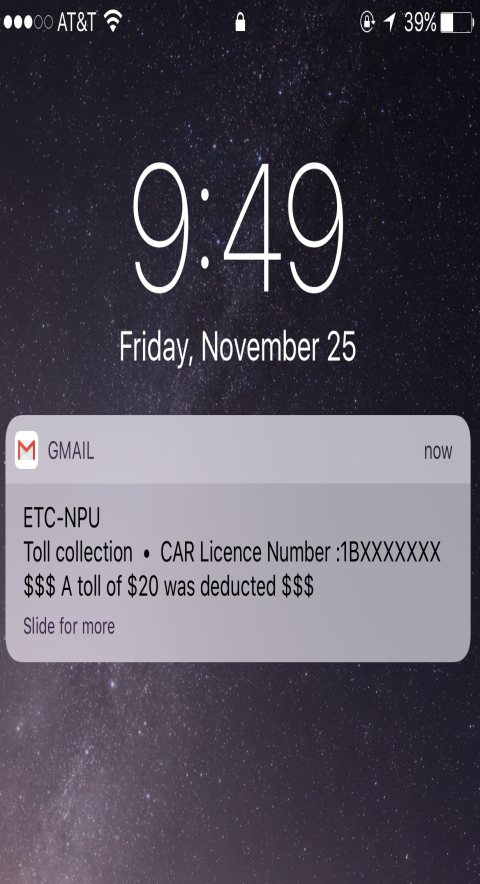 AT&T 39%
9:49
Friday, November 25
GMAIL now
ETC-NPU
Toll collection • CAR Licence Number :1BXXXXXXX
$$$ A toll of $20 was deducted $$$
Slide for more